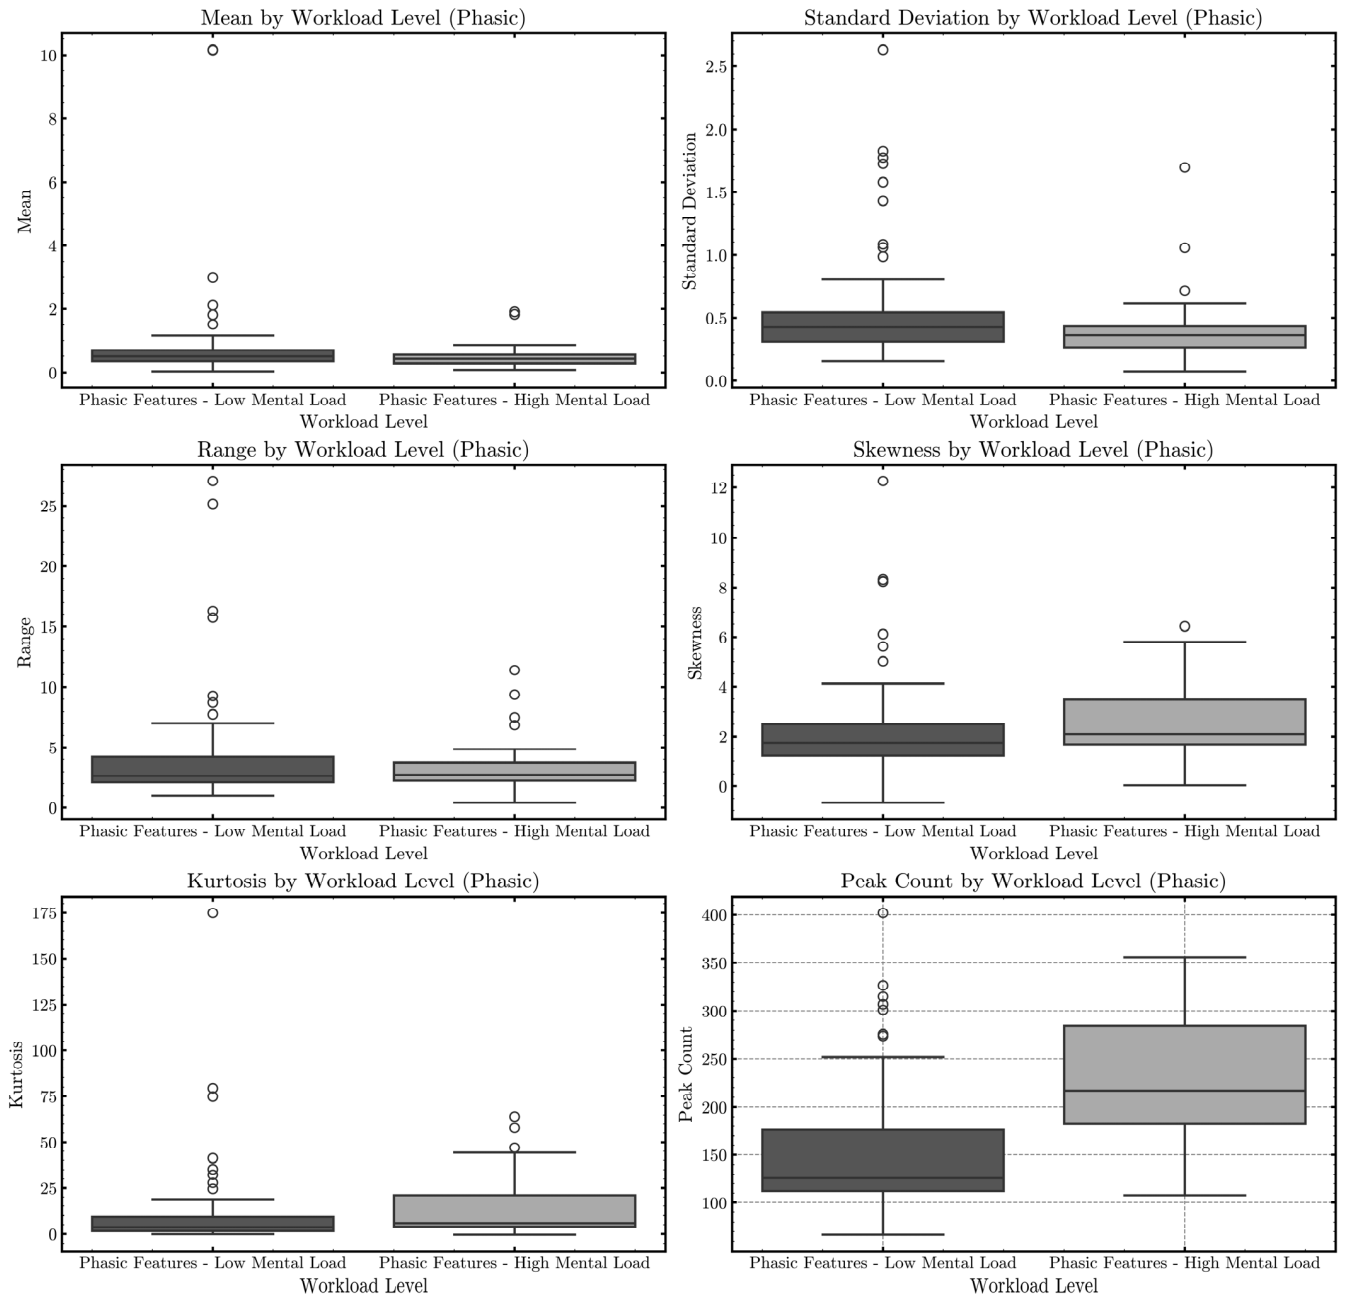 Mean by Workload Level (Phasic)
10
8
6
4
2
0
Mean
Phasic Features - Low Mental Load
Phasic Features - High Mental Load
Workload Level
Standard Deviation by Workload Level (Phasic)
2.5
2.0
1.5
1.0
0.5
0.0
Standard Deviation
Phasic Features - Low Mental Load
Phasic Features - High Mental Load
Workload Level
Range by Workload Level (Phasic)
25
20
15
10
5
0
Range
Phasic Features - Low Mental Load
Phasic Features - High Mental Load
Workload Level
Skewness by Workload Level (Phasic)
12
10
8
6
4
2
0
Skewness
Phasic Features - Low Mental Load
Phasic Features - High Mental Load
Workload Level
Kurtosis by Workload Lcvcl (Phasic)
175
150
125
100
75
50
25
0
Kurtosis
Phasic Features - Low Mental Load
Phasic Features - High Mental Load
Workload Level
Pcak Count by Workload Lcvcl (Phasic)
400
350
300
250
200
150
100
Peak Count
Phasic Features - Low Mental Load
Phasic Features - High Mental Load
Workload Level